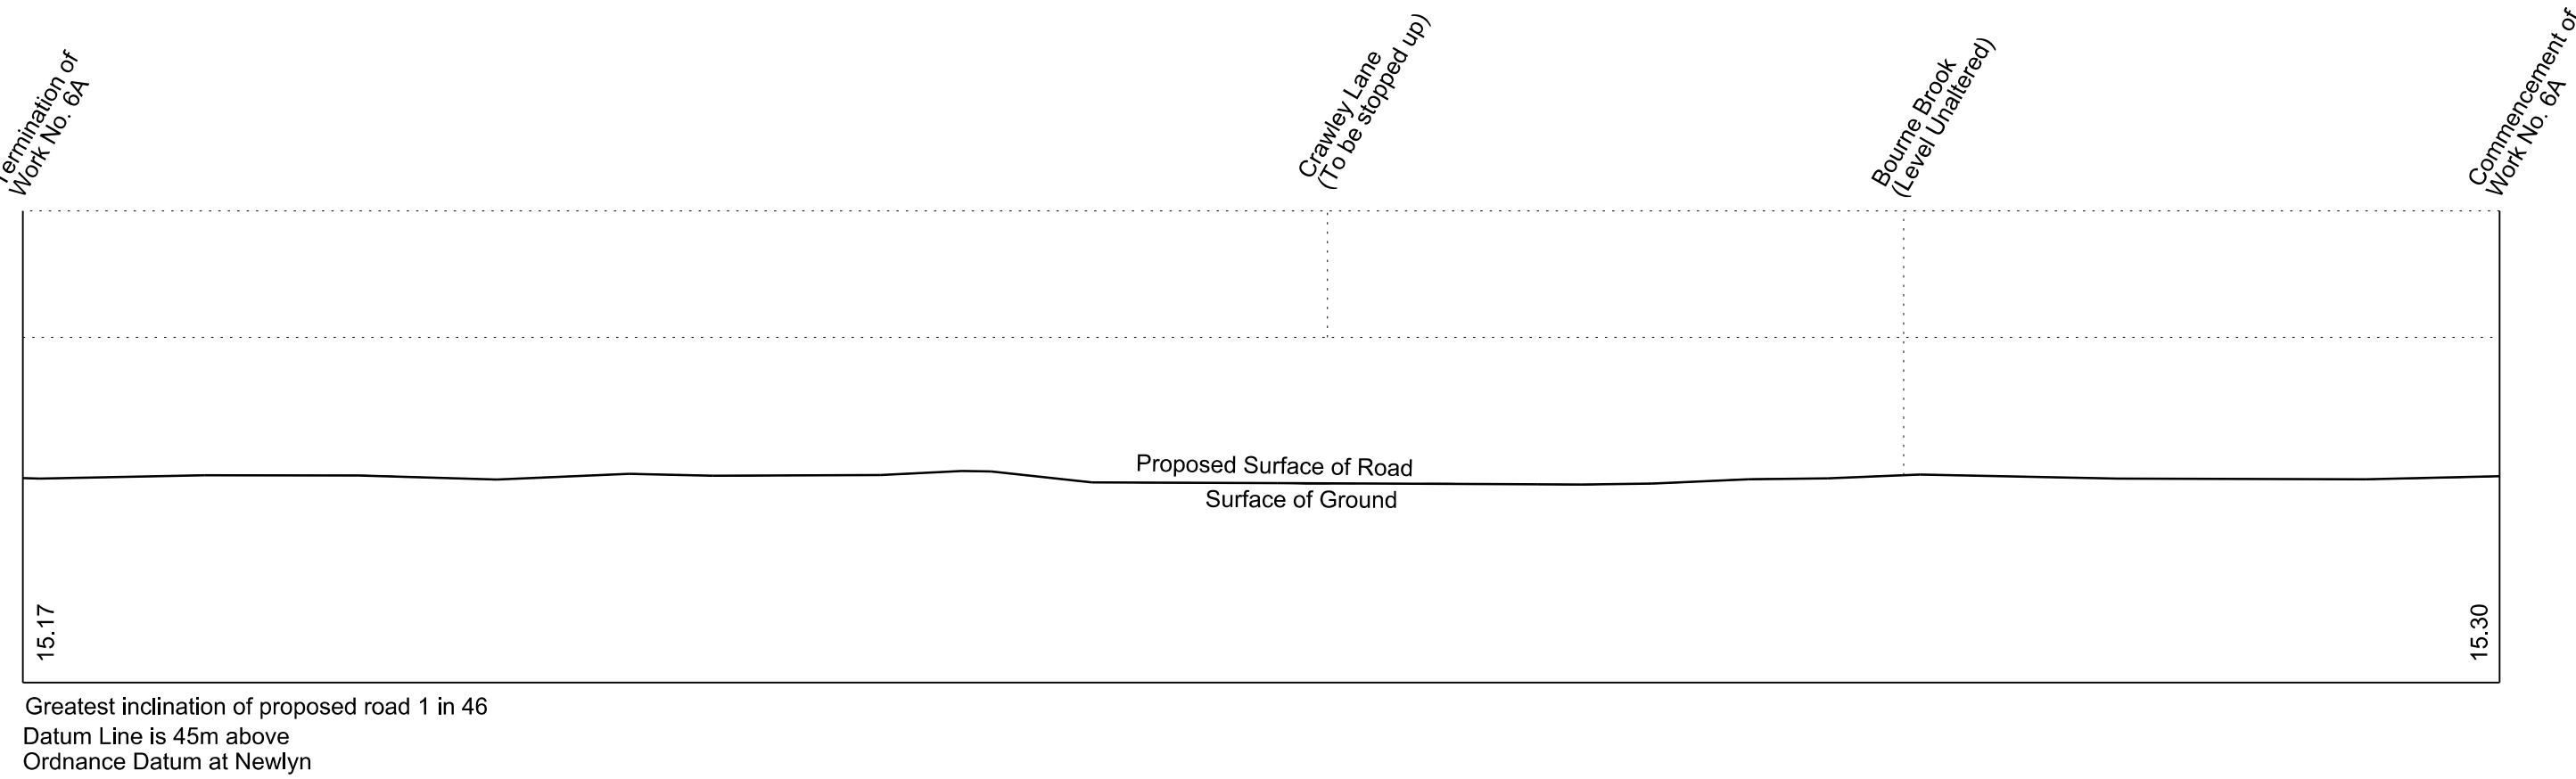 Termination of
Work No. 6A
Crawley Lane
(To be stopped up)
Bourne Brook
(Level Unaltered)
Commencement of
Work No. 6A
Proposed Surface of Road
Surface of Ground
15.17
15.30
Greatest inclination of proposed road 1 in 46
Datum Line is 45m above
Ordnance Datum at Newlyn